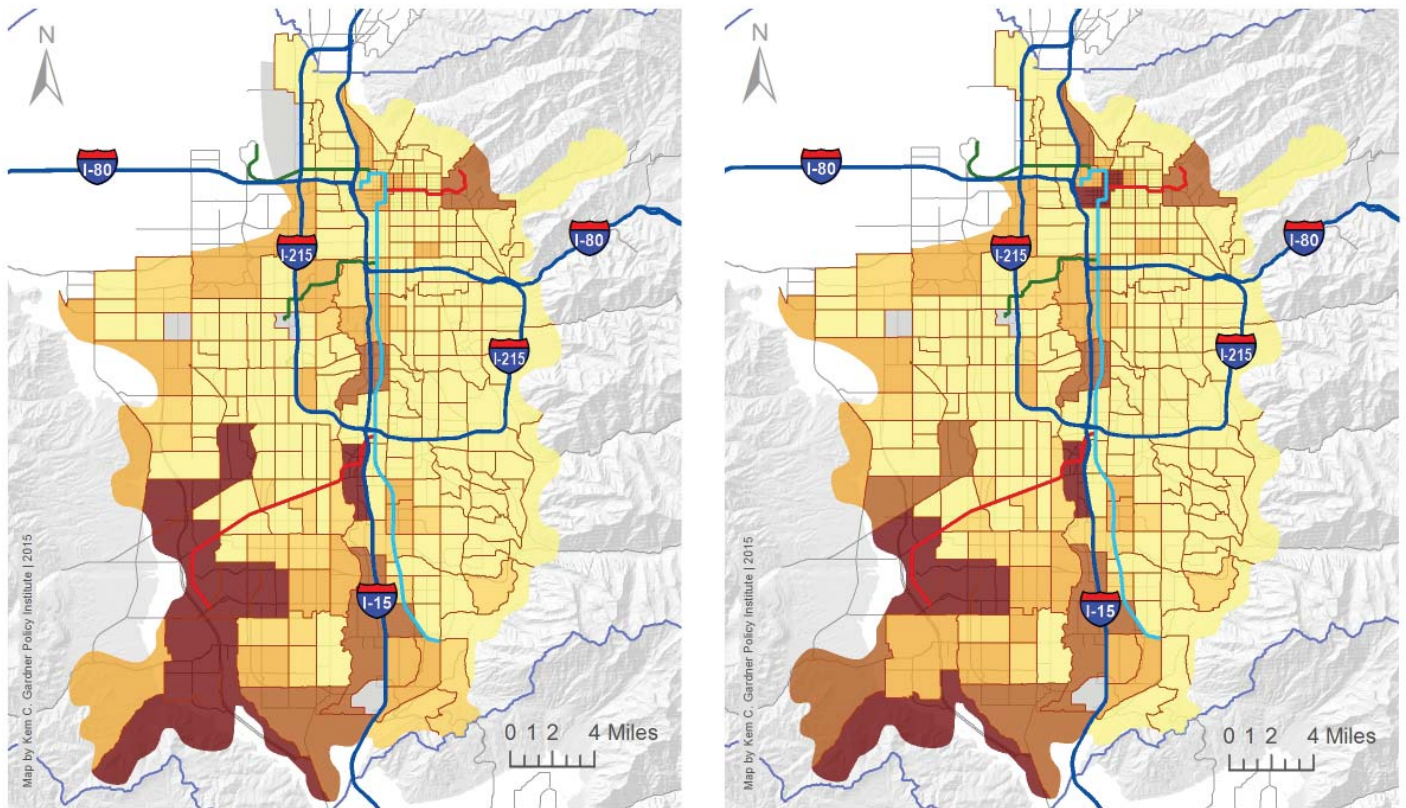 N
I-80
I-215
I-80
I-215
I-15
0 1 2 4 Miles
Map by Kem C. Gardner Policy Institute | 2015
N
I-80
I-215
I-80
I-215
I-15
0 1 2 4 Miles
Map by Kem C. Gardner Policy Institute | 2015